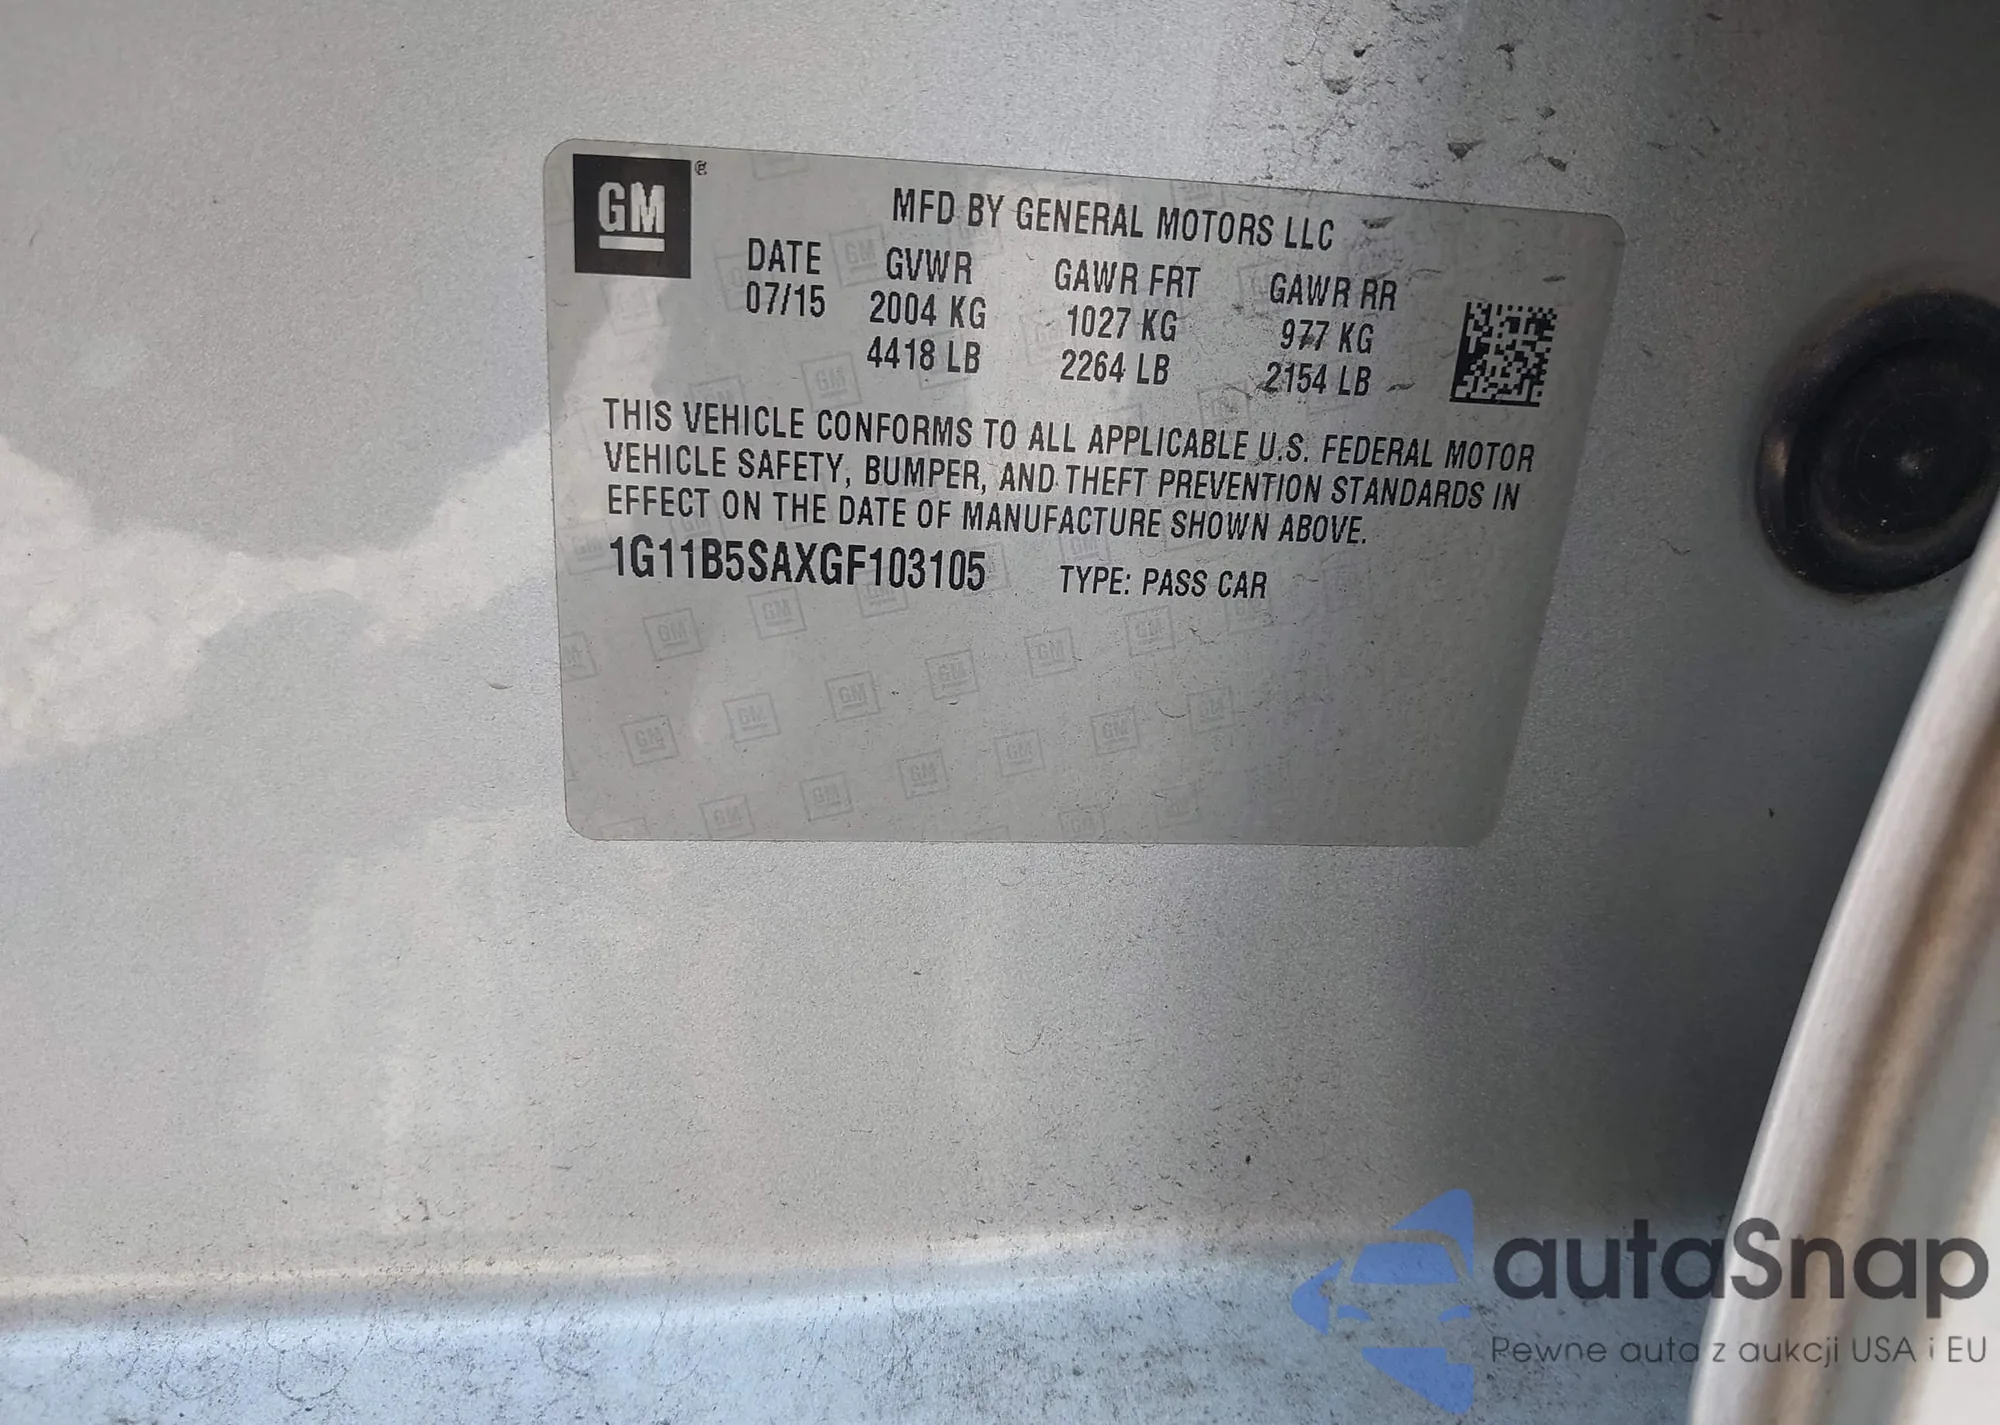 GM
MFD BY GENERAL MOTORS LLC
DATE GVWR GAWR FRT GAWR RR
07/15 2004 KG 1027 KG 977 KG
4418 LB 2264 LB 2154 LB
THIS VEHICLE CONFORMS TO ALL APPLICABLE U.S. FEDERAL MOTOR
VEHICLE SAFETY, BUMPER, AND THEFT PREVENTION STANDARDS IN
EFFECT ON THE DATE OF MANUFACTURE SHOWN ABOVE.
1G11B5SAXGF103105 TYPE: PASS CAR
autaSnap
Pewne auta z aukcji USA i EU